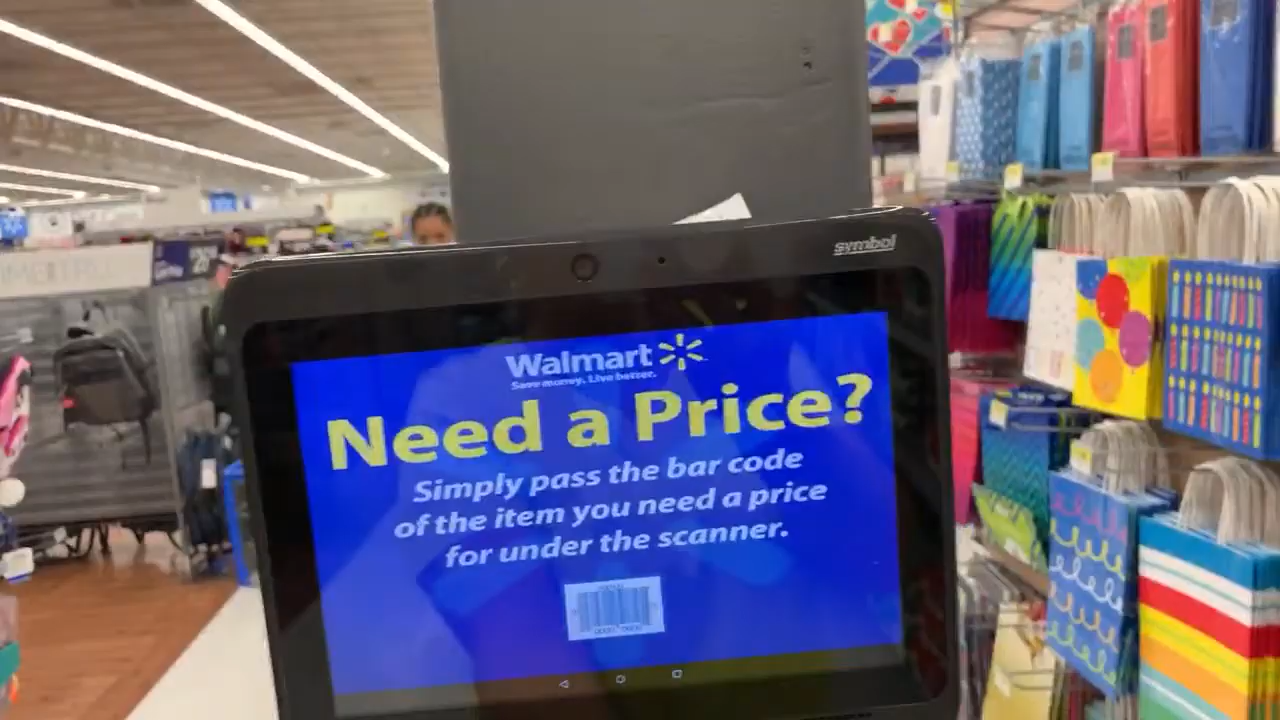 symbol
Walmart
Save money. Live better.
Need a Price?
Simply pass the bar code
of the item you need a price
for under the scanner.